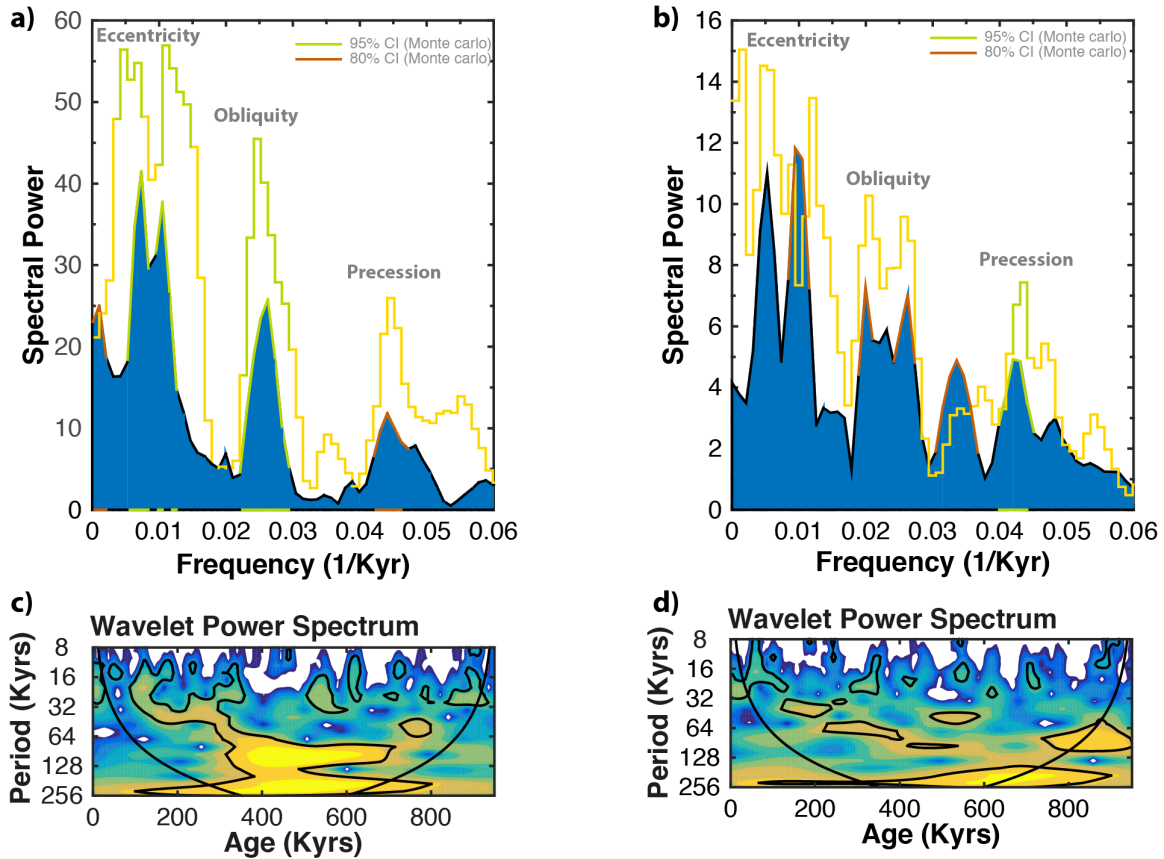 a)
60
50
40
30
20
10
0
Spectral Power
Eccentricity
Obliquity
Precession
95% CI (Monte carlo)
80% CI (Monte carlo)
0 0.01 0.02 0.03 0.04 0.05 0.06
Frequency (1/Kyr)
b)
16
14
12
10
8
6
4
2
0
Spectral Power
Eccentricity
Obliquity
Precession
95% CI (Monte carlo)
80% CI (Monte carlo)
0 0.01 0.02 0.03 0.04 0.05 0.06
Frequency (1/Kyr)
c)
Wavelet Power Spectrum
8
16
32
64
128
256
Period (Kyrs)
0 200 400 600 800
Age (Kyrs)
d)
Wavelet Power Spectrum
8
16
32
64
128
256
Period (Kyrs)
0 200 400 600 800
Age (Kyrs)